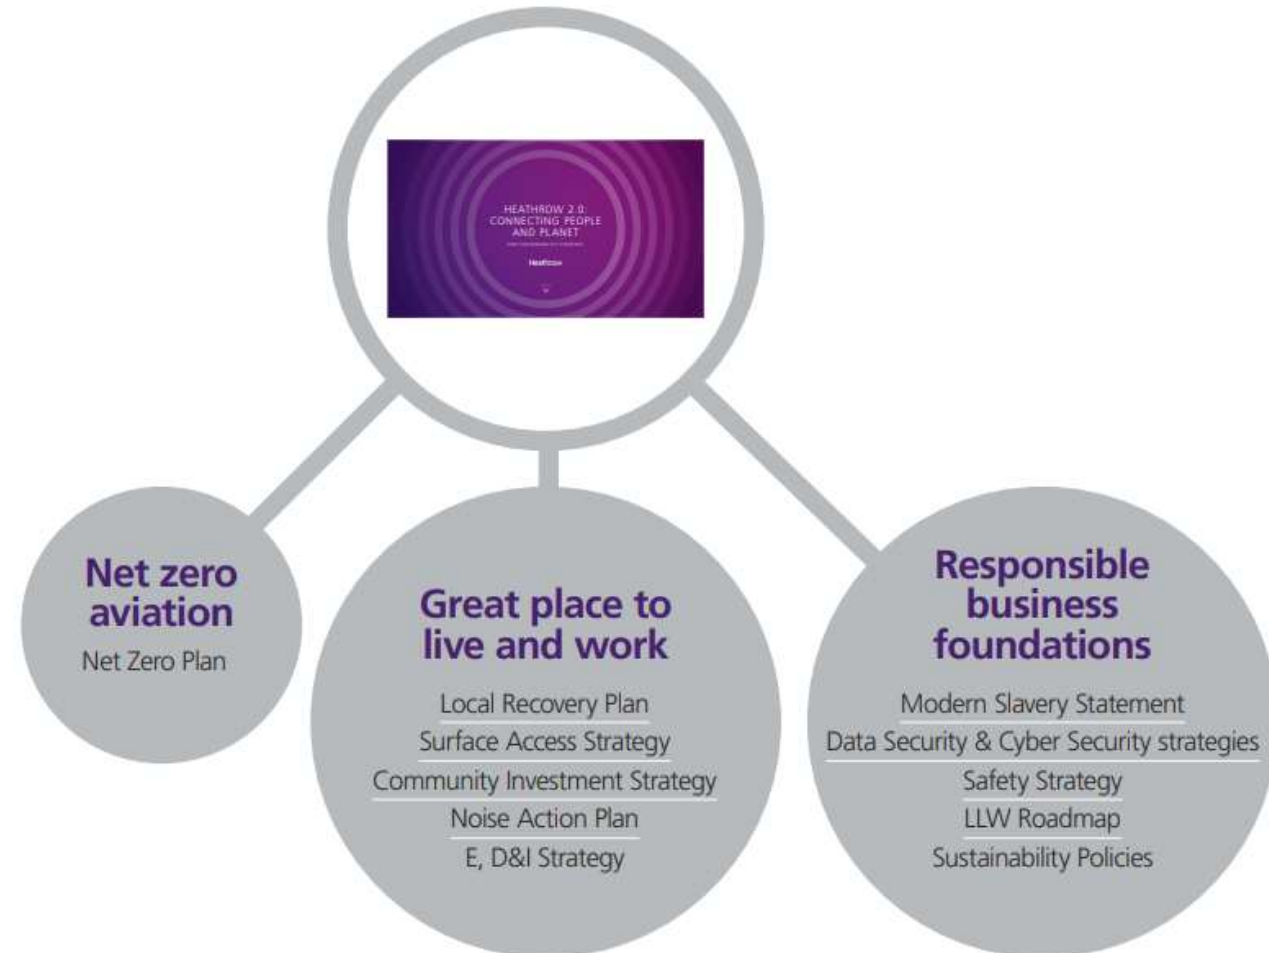 HEATHROW 2.0:
CONNECTING PEOPLE
AND PLANET
Heathrow
Net zero
aviation
Net Zero Plan
Great place to
live and work
Local Recovery Plan
Surface Access Strategy
Community Investment Strategy
Noise Action Plan
E, D&I Strategy
Responsible
business
foundations
Modern Slavery Statement
Data Security & Cyber Security strategies
Safety Strategy
LLW Roadmap
Sustainability Policies